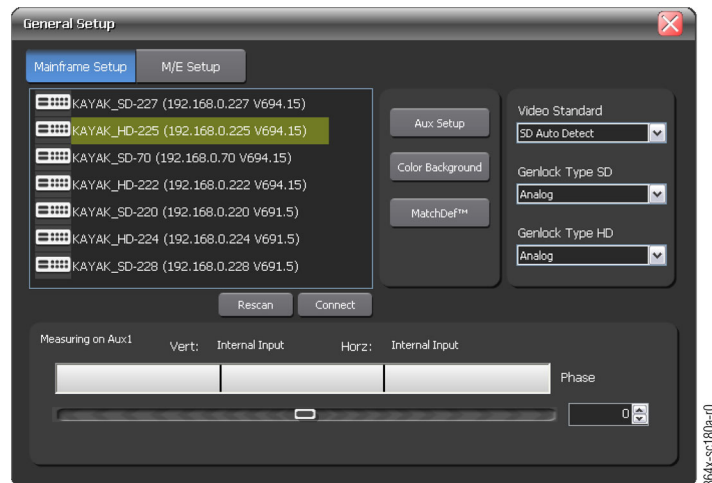 General Setup
Mainframe Setup
M/E Setup
KAYAK_SD-227 (192.168.0.227 V694.15)
KAYAK_HD-225 (192.168.0.225 V694.15)
KAYAK_SD-70 (192.168.0.70 V694.15)
KAYAK_HD-222 (192.168.0.222 V694.15)
KAYAK_SD-220 (192.168.0.220 V691.5)
KAYAK_HD-224 (192.168.0.224 V691.5)
KAYAK_SD-228 (192.168.0.228 V691.5)
Rescan
Connect
Aux Setup
Color Background
MatchDef™
Video Standard
SD Auto Detect
Genlock Type SD
Analog
Genlock Type HD
Analog
Measuring on Aux1
Vert: Internal Input
Horz: Internal Input
Phase
0